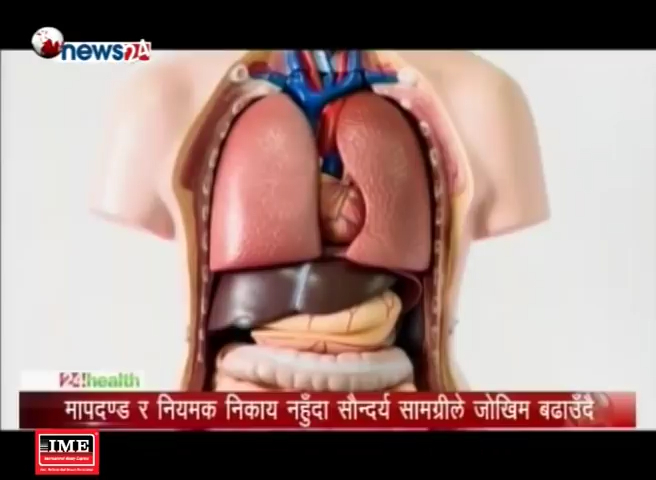 news24
24!health
मापदण्ड र नियमक निकाय नहुँदा सौन्दर्य सामग्रीले जोखिम बढाउँदै
IME